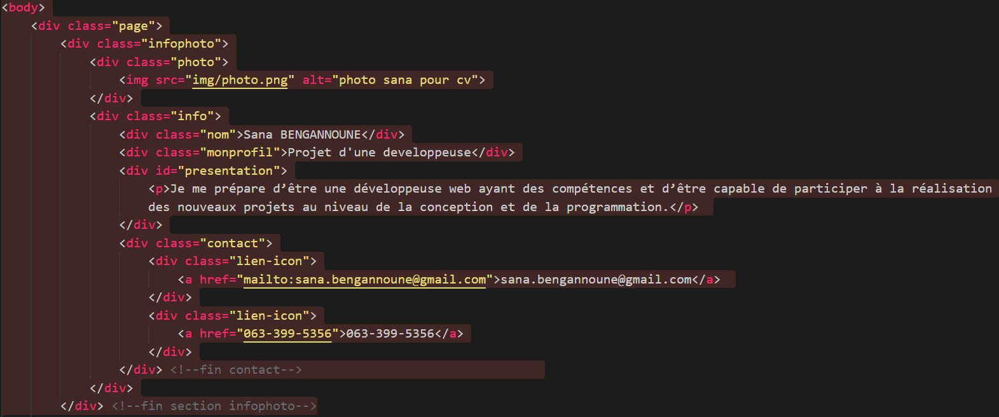 <body>
<div class="page">
<div class="infophoto">
<div class="photo">
<img src="img/photo.png" alt="photo sana pour cv">
</div>
<div class="info">
<div class="nom">Sana BENGANNOUNE</div>
<div class="monprofil">Projet d'une developpeuse</div>
<div id="presentation">
<p>Je me prépare d’être une développeuse web ayant des compétences et d’être capable de participer à la réalisation
des nouveaux projets au niveau de la conception et de la programmation.</p>
</div>
<div class="contact">
<div class="lien-icon">
<a href="mailto:sana.bengannoune@gmail.com">sana.bengannoune@gmail.com</a>
</div>
<div class="lien-icon">
<a href="063-399-5356">063-399-5356</a>
</div>
</div> <!--fin contact-->
</div>
</div> <!--fin section infophoto-->